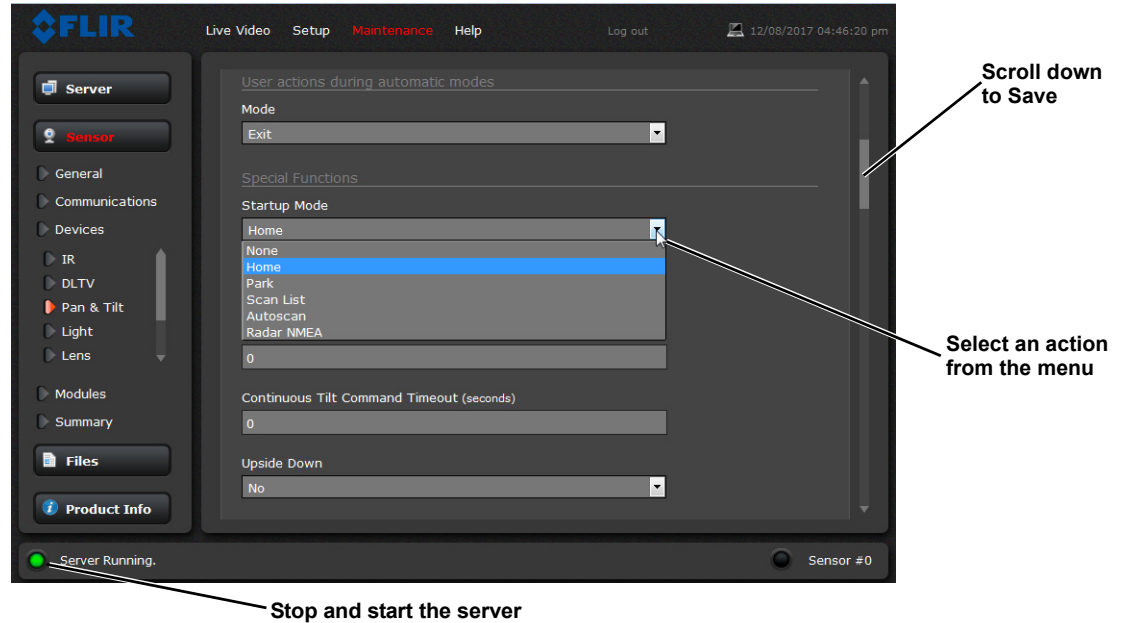 FLIR
Live Video Setup Maintenance Help Log out 12/08/2017 04:46:20 pm
Server
Sensor
General
Communications
Devices
IR
DLTV
Pan & Tilt
Light
Lens
Modules
Summary
Files
Product Info
User actions during automatic modes
Mode
Exit
Special Functions
Startup Mode
Home
None
Home
Park
Scan List
Autoscan
Radar NMEA
0
Continuous Tilt Command Timeout (seconds)
0
Upside Down
No
Server Running.
Sensor #0
Scroll down
to Save
Select an action
from the menu
Stop and start the server